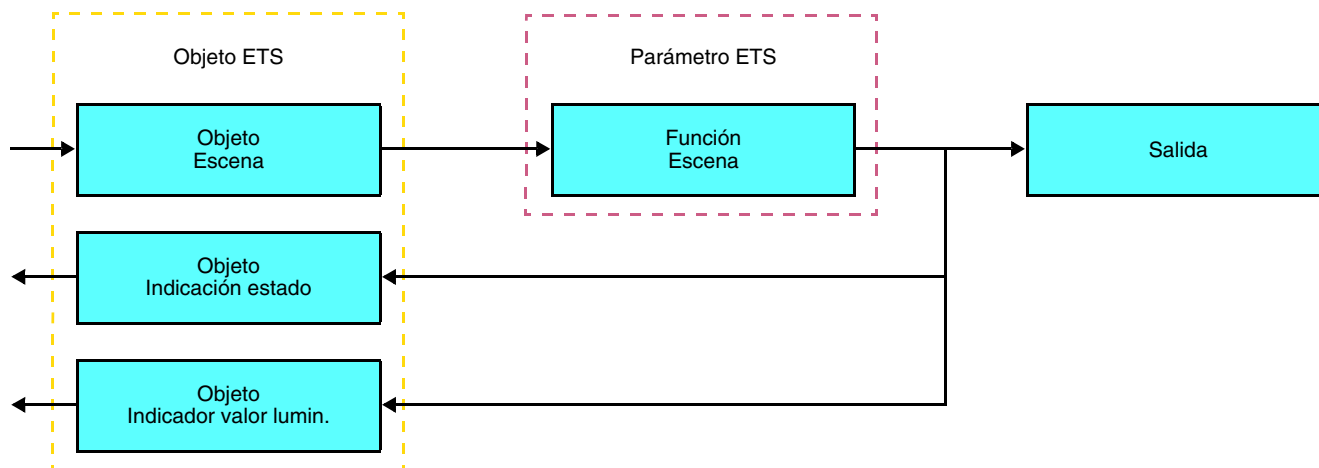 Objeto ETS
Parámetro ETS
Objeto
Escena
Función
Escena
Salida
Objeto
Indicación estado
Objeto
Indicador valor lumin.